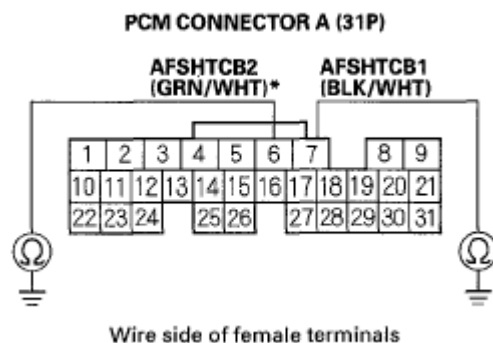 PCM CONNECTOR A (31P)
AFSHTCB2 AFSHTCB1
(GRN/WHT)* (BLK/WHT)
1 2 3 4 5 6 7 8 9
10 11 12 13 14 15 16 17 18 19 20 21
22 23 24 25 26 27 28 29 30 31
Ω Ω
Wire side of female terminals